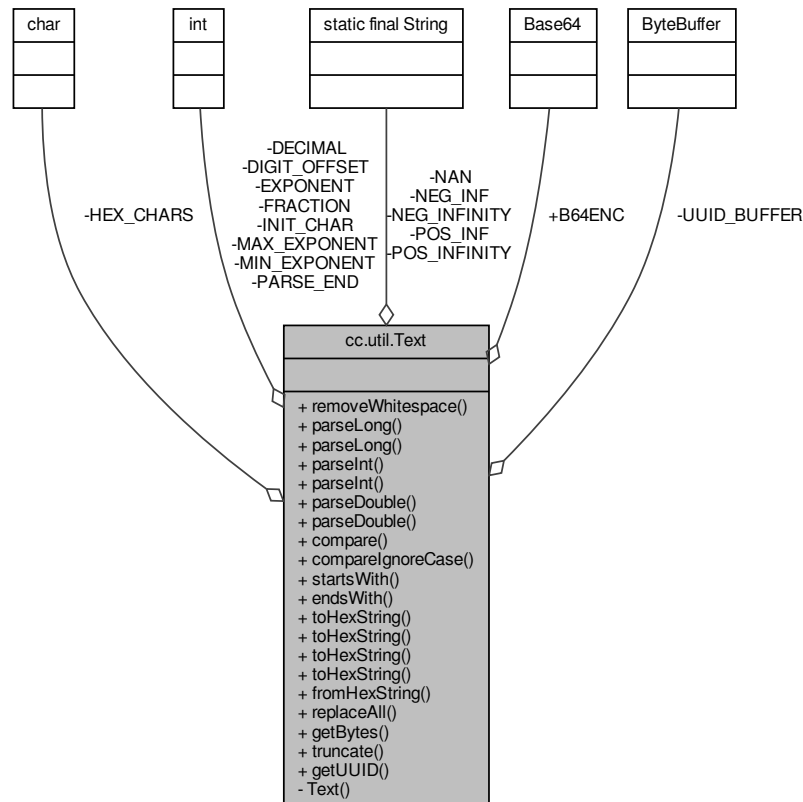 char
int
static final String
Base64
ByteBuffer
-HEX_CHARS
-DECIMAL
-DIGIT_OFFSET
-EXPONENT
-FRACTION
-INIT_CHAR
-MAX_EXPONENT
-MIN_EXPONENT
-PARSE_END
-NAN
-NEG_INF
-NEG_INFINITY
-POS_INF
-POS_INFINITY
+B64ENC
-UUID_BUFFER
cc.util.Text
+ removeWhitespace()
+ parseLong()
+ parseLong()
+ parseInt()
+ parseInt()
+ parseDouble()
+ parseDouble()
+ compare()
+ compareIgnoreCase()
+ startsWith()
+ endsWith()
+ toHexString()
+ toHexString()
+ toHexString()
+ toHexString()
+ fromHexString()
+ replaceAll()
+ getBytes()
+ truncate()
+ getUUID()
- Text()